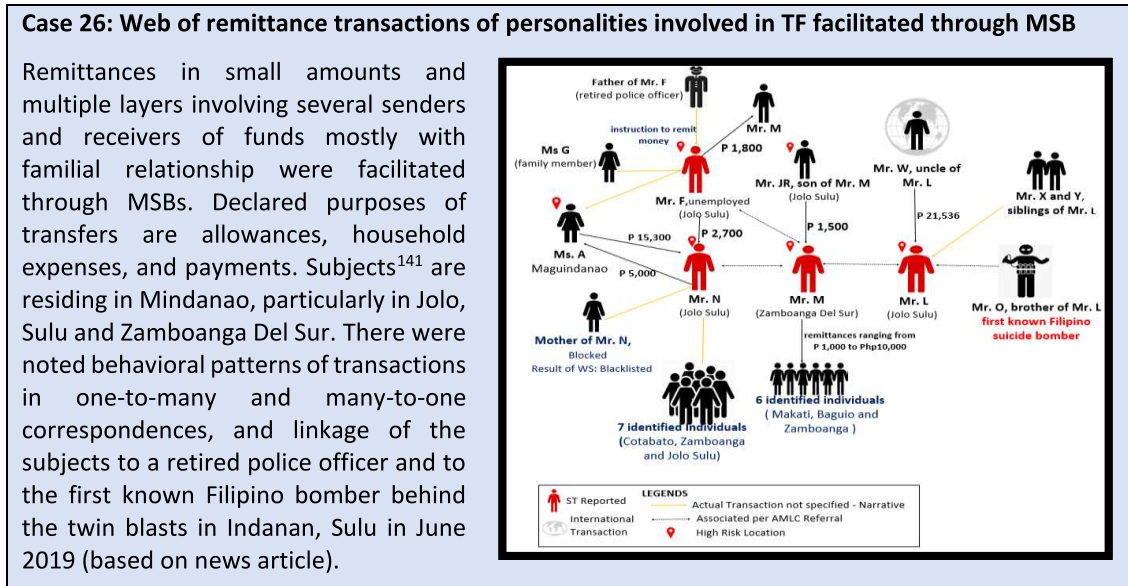 Case 26: Web of remittance transactions of personalities involved in TF facilitated through MSB
Remittances in small amounts and
multiple layers involving several senders
and receivers of funds mostly with
familial relationship were facilitated
through MSBs. Declared purposes of
transfers are allowances, household
expenses, and payments. Subjects141 are
residing in Mindanao, particularly in Jolo,
Sulu and Zamboanga Del Sur. There were
noted behavioral patterns of transactions
in one-to-many and many-to-one
correspondences, and linkage of the
subjects to a retired police officer and to
the first known Filipino bomber behind
the twin blasts in Indanan, Sulu in June
2019 (based on news article).
Father of Mr. F
(retired police officer)
instruction to remit
money
Mr. M
P 1,800
Ms G
(family member)
Mr. F, unemployed
(Jolo Sulu)
Mr. JR, son of Mr. M
(Jolo Sulu)
Mr. W, uncle of
Mr. L
Mr. X and Y,
siblings of Mr. L
P 15,300
P 2,700
P 1,500
P 21,536
Ms. A
Maguindanao
P 5,000
Mr. N
(Jolo Sulu)
Mr. M
(Zamboanga Del Sur)
Mr. L
(Jolo Sulu)
Mr. O, brother of Mr. L
first known Filipino
suicide bomber
Mother of Mr. N,
Blocked
Result of WS: Blacklisted
remittances ranging from
P 1,000 to Php10,000
7 identified individuals
(Cotabato, Zamboanga
and Jolo Sulu)
6 identified individuals
( Makati, Baguio and
Zamboanga )
LEGENDS
ST Reported
Actual Transaction not specified - Narrative
International
Transaction
Associated per AMLC Referral
High Risk Location